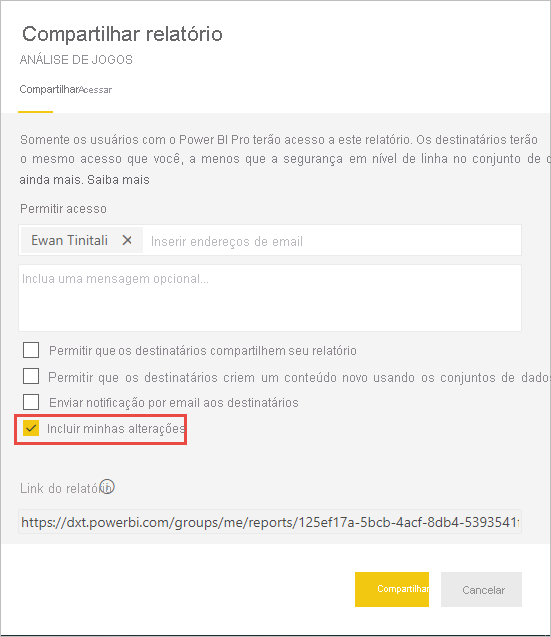 Compartilhar relatório
ANÁLISE DE JOGOS
Compartilhar Acessar
Somente os usuários com o Power BI Pro terão acesso a este relatório. Os destinatários terão
o mesmo acesso que você, a menos que a segurança em nível de linha no conjunto de
ainda mais. Saiba mais
Permitir acesso
Ewan Tinitali Inserir endereços de email
Inclua uma mensagem opcional...
Permitir que os destinatários compartilhem seu relatório
Permitir que os destinatários criem um conteúdo novo usando os conjuntos de dados
Enviar notificação por email aos destinatários
Incluir minhas alterações
Link do relatório
https://dxt.powerbi.com/groups/me/reports/125ef17a-5bcb-4acf-8db4-5393541
Compartilhar Cancelar